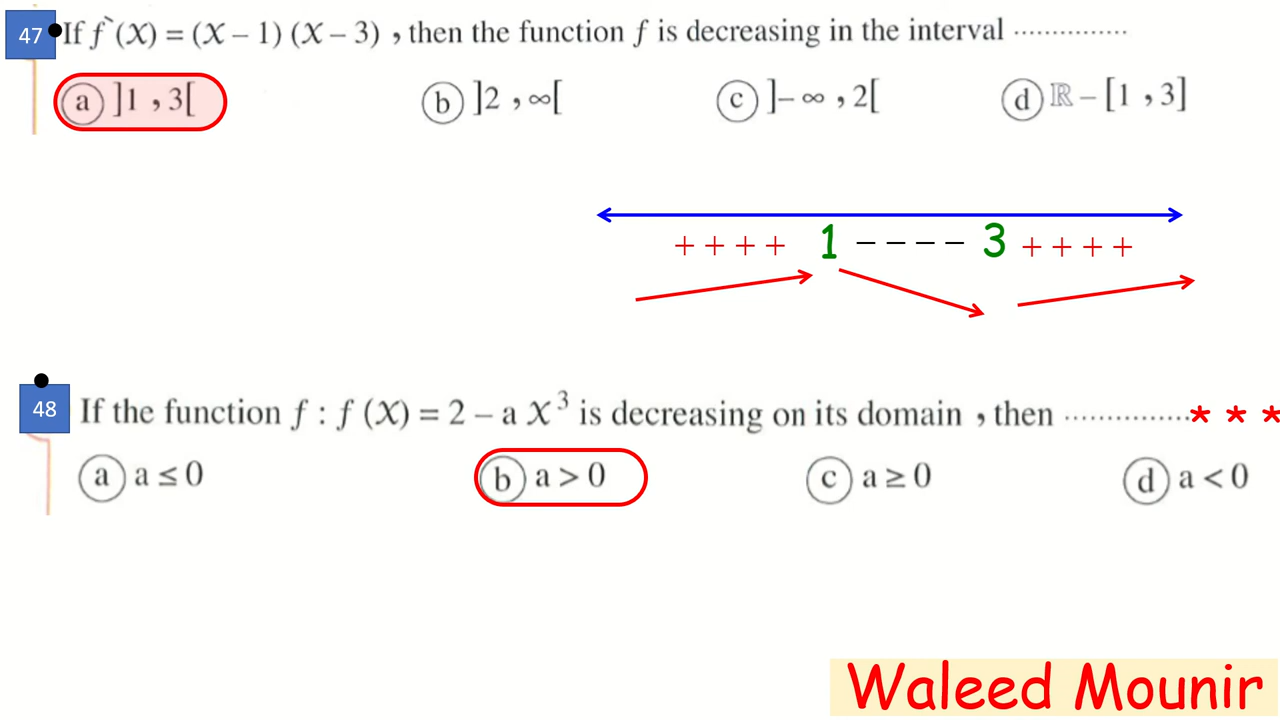 47 If f`(X) = (X – 1) (X – 3) , then the function f is decreasing in the interval ...............
a ]1 , 3[ b ]2 , ∞[ c ]– ∞ , 2[ d ℝ – [1 , 3]
+ + + + 1 – – – – 3 + + + +
48 If the function f : f (X) = 2 – a X³ is decreasing on its domain , then ............... * * *
a a ≤ 0 b a > 0 c a ≥ 0 d a < 0
Waleed Mounir